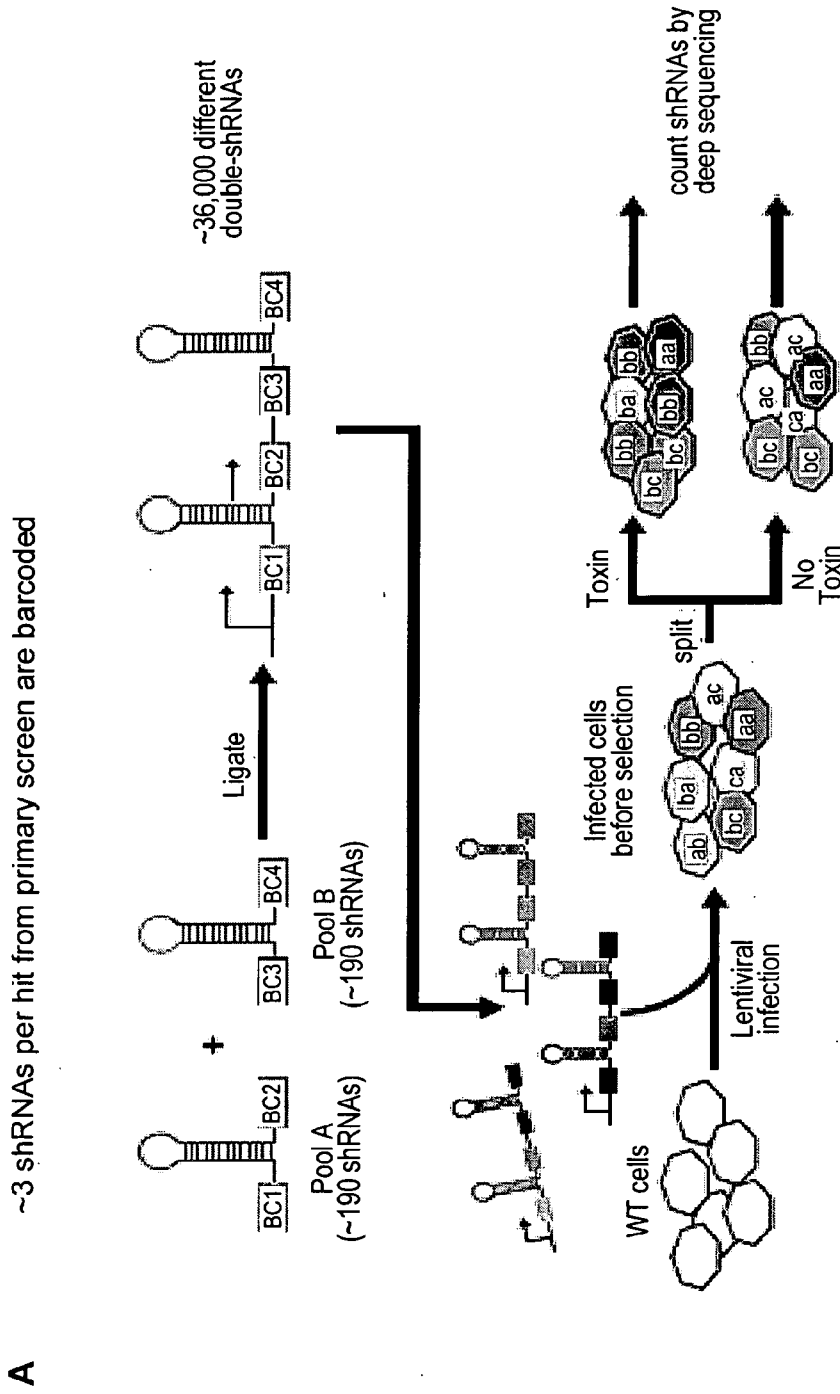 A
~3 shRNAs per hit from primary screen are barcoded
BC1
BC2
Pool A
(~190 shRNAs)
+
BC3
BC4
Pool B
(~190 shRNAs)
Ligate
BC1
BC2
BC3
BC4
~36,000 different
double-shRNAs
WT cells
Lentiviral
infection
Infected cells
before selection
ab
ba
bb
ac
bc
ca
aa
split
Toxin
No
Toxin
bb
ba
bb
bc
bc
bb
aa
bc
ac
bb
bc
ca
ac
aa
count shRNAs by
deep sequencing